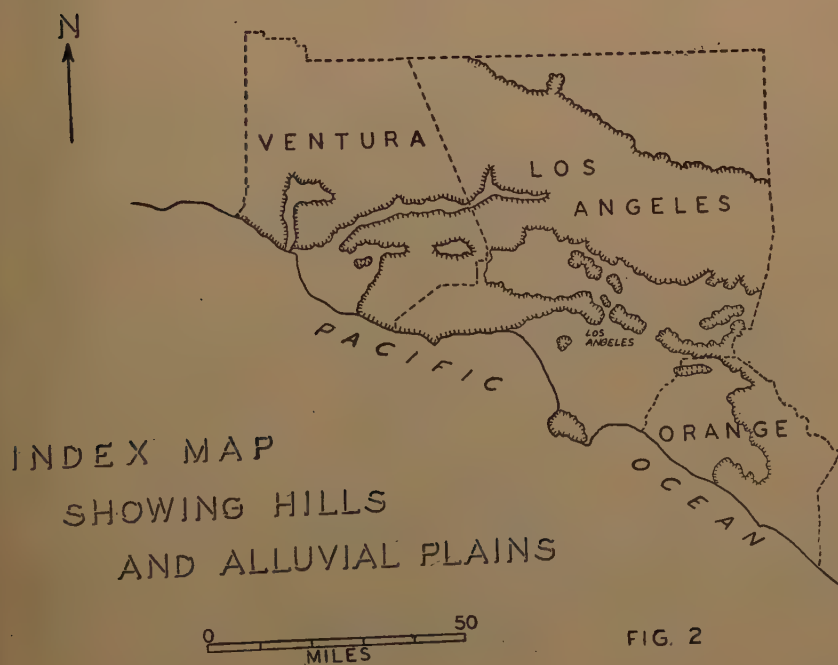 N
VENTURA
LOS
ANGELES
LOS
ANGELES
PACIFIC
OCEAN
ORANGE
INDEX MAP
SHOWING HILLS
AND ALLUVIAL PLAINS
0 50
MILES
FIG. 2